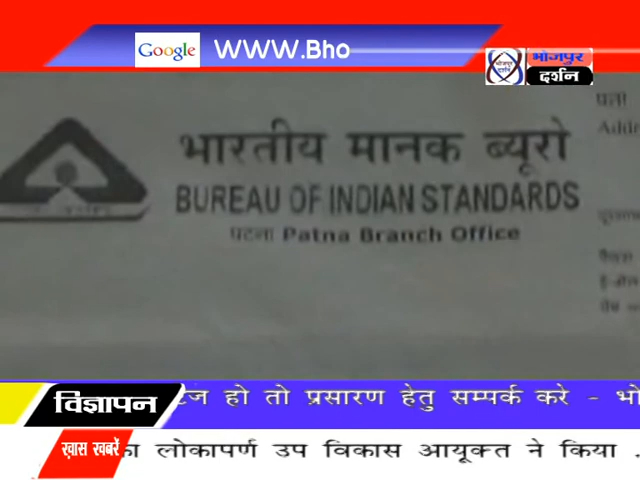 Google WWW.Bho
भोजपुर
दर्शन
भारतीय मानक ब्यूरो
BUREAU OF INDIAN STANDARDS
पटना Patna Branch Office
पता
Addre
विज्ञापन
हो तो प्रसारण हेतु सम्पर्क करे - भो
ख़ास खबरें
का लोकापर्ण उप विकास आयूक्त ने किया .